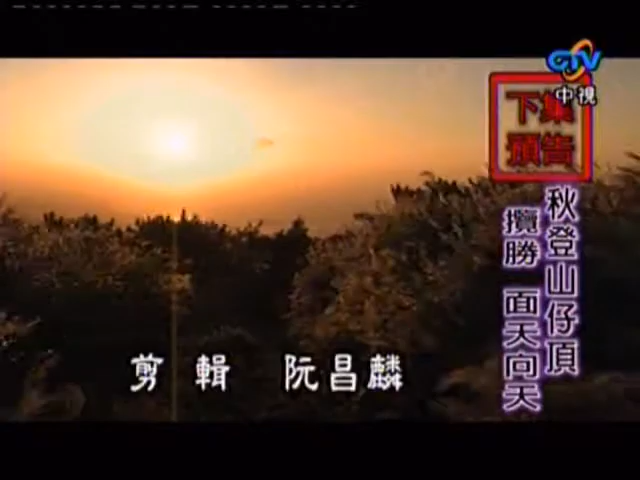 CTV
中視
下集
預告
秋登山仔頂
攬勝 面天向天
剪輯 阮昌麟